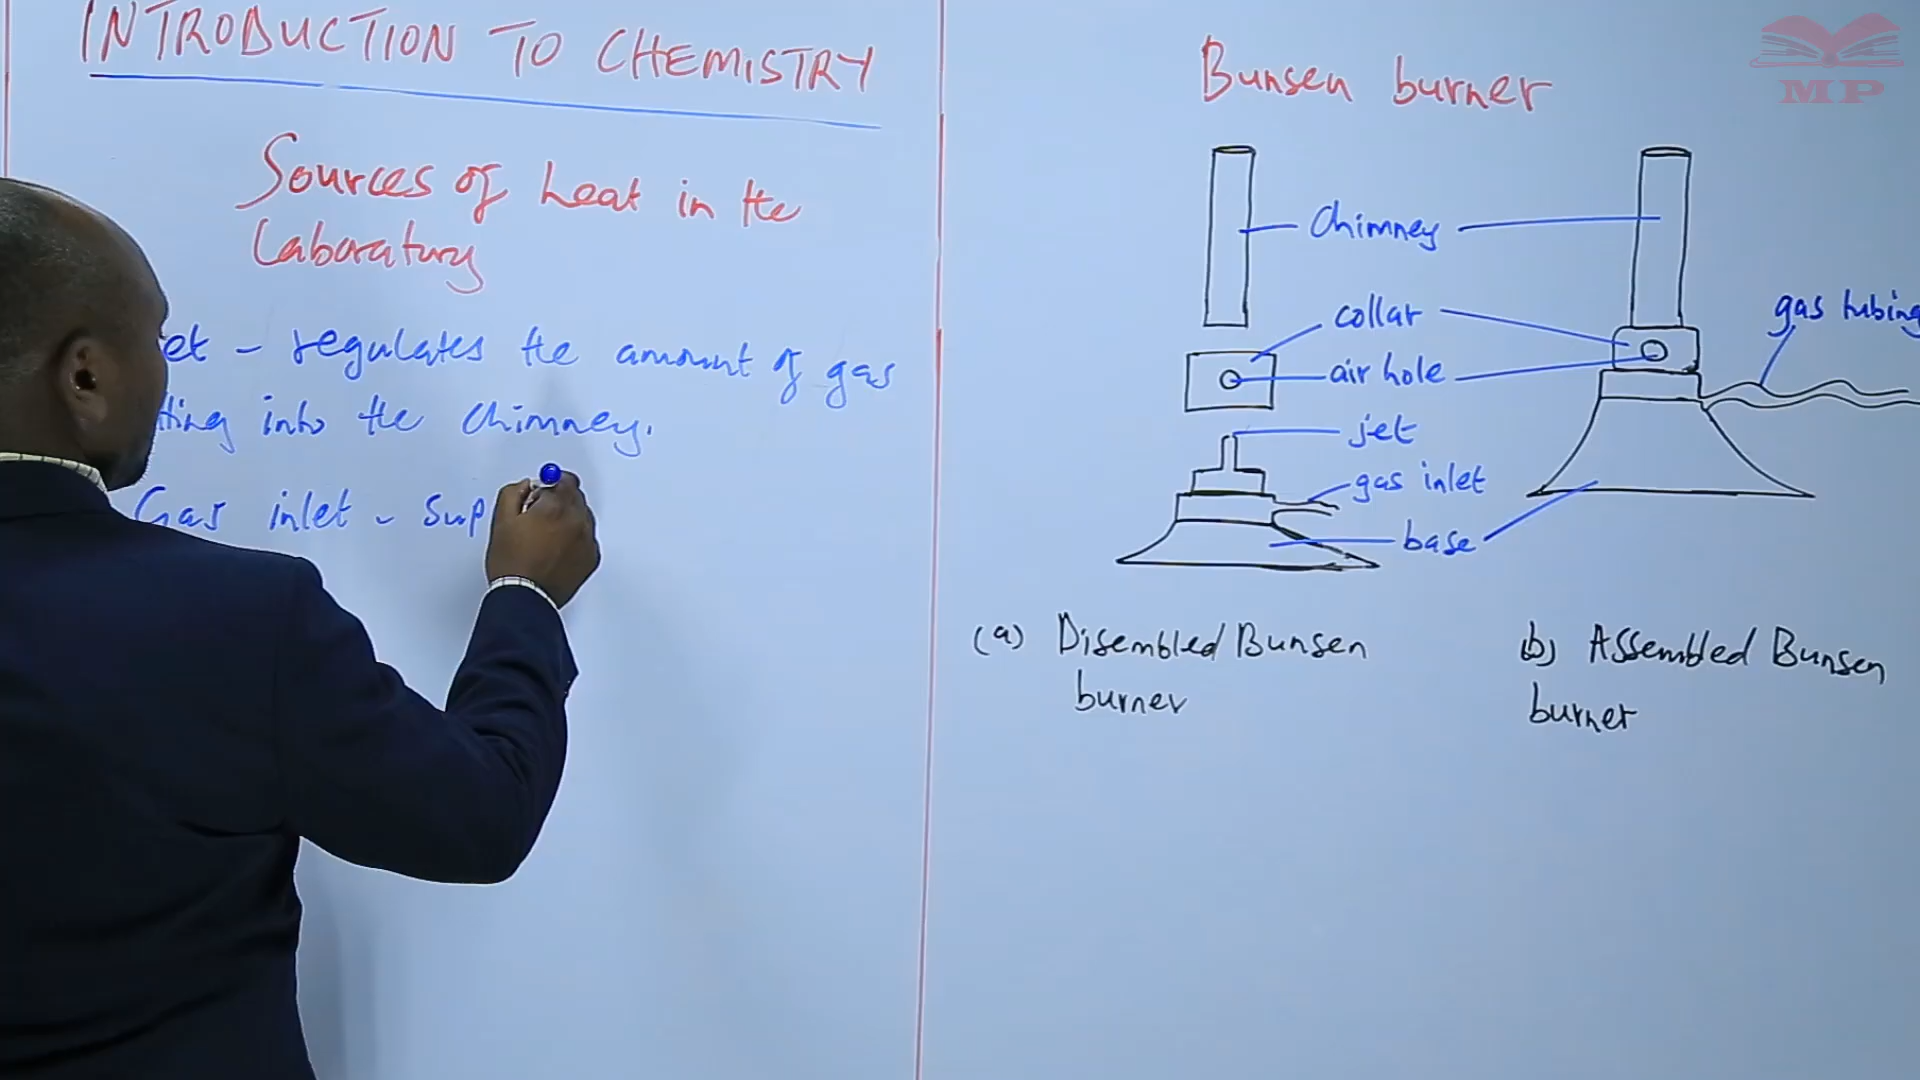 INTRODUCTION TO CHEMISTRY
Sources of heat in the
Laboratory
et - regulates the amount of gas
ting into the chimney.
Gas inlet - sup
Bunsen burner
chimney
collar
air hole
jet
gas inlet
base
gas tubing
(a) Disembled Bunsen
burner
b) Assembled Bunsen
burner
MP